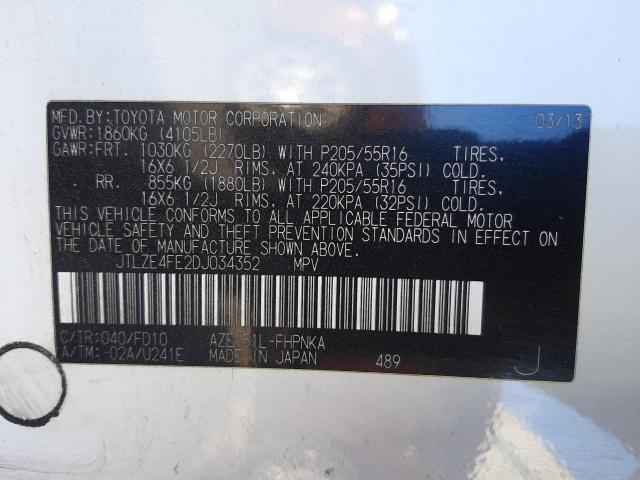 MFD.BY:TOYOTA MOTOR CORPORATION 03/13
GVWR:1860KG (4105LB)
GAWR:FRT. 1030KG (2270LB) WITH P205/55R16 TIRES,
16X6 1/2J RIMS, AT 240KPA (35PSI) COLD.
RR. 855KG (1880LB) WITH P205/55R16 TIRES,
16X6 1/2J RIMS, AT 220KPA (32PSI) COLD.
THIS VEHICLE CONFORMS TO ALL APPLICABLE FEDERAL MOTOR
VEHICLE SAFETY AND THEFT PREVENTION STANDARDS IN EFFECT ON
THE DATE OF MANUFACTURE SHOWN ABOVE.
JTLZE4FE2DJ034352 MPV
C/TR:040/FD10 AZE151L-FHPNKA
A/TM:-02A/U241E MADE IN JAPAN 489 J